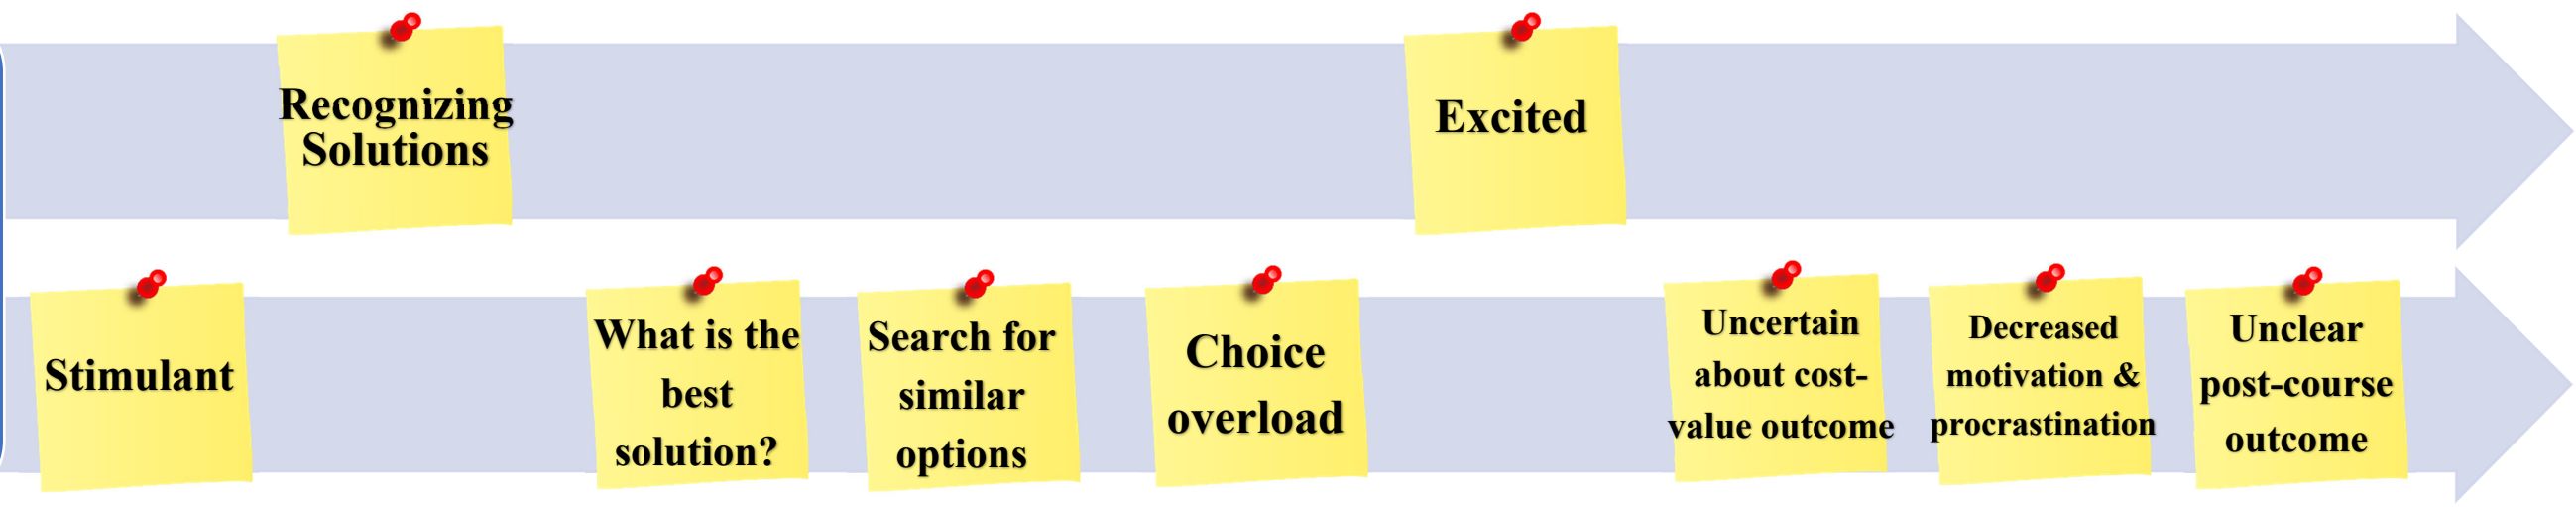 Recognizing
Solutions
Excited
Stimulant
What is the
best
solution?
Search for
similar
options
Choice
overload
Uncertain
about cost-
value outcome
Decreased
motivation &
procrastination
Unclear
post-course
outcome